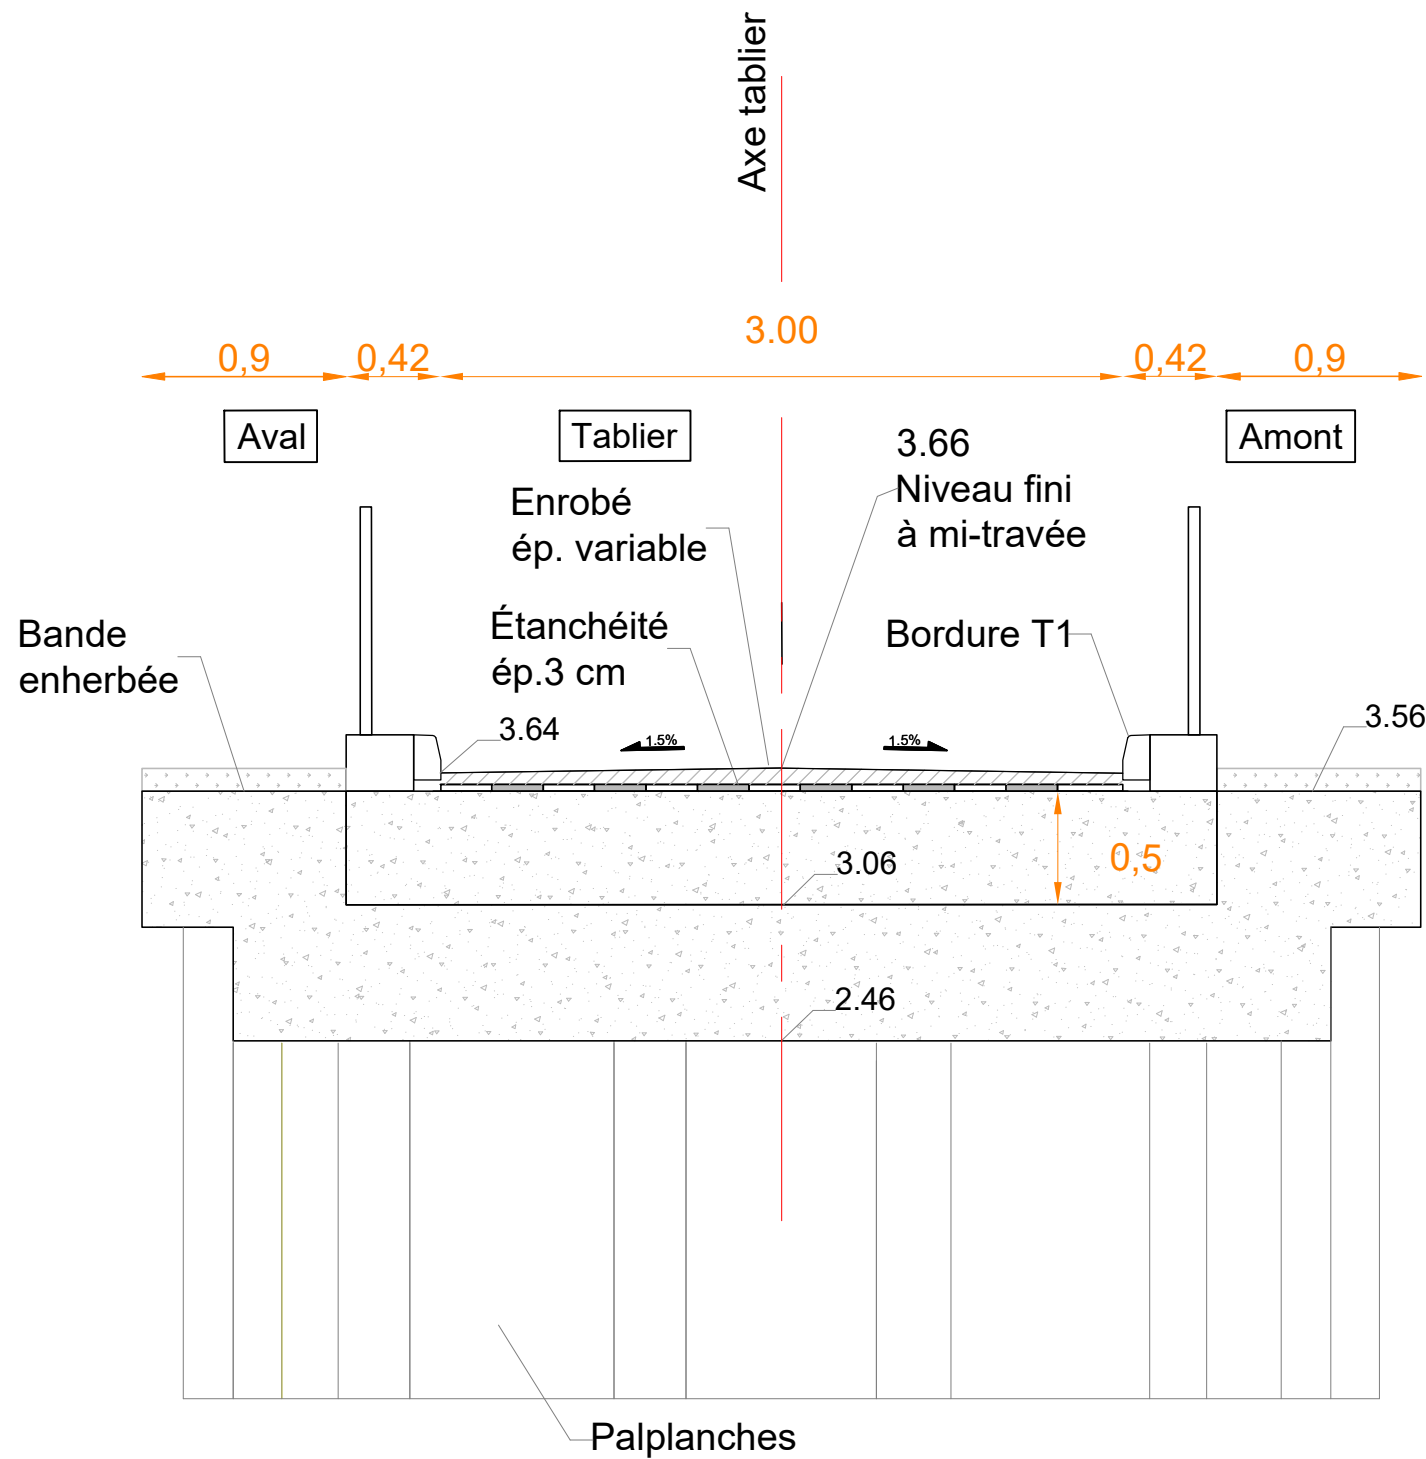 Axe tablier
3.00
0,9
0,42
0,42
0,9
Aval
Tablier
Amont
3.66
Niveau fini
à mi-travée
Enrobé
ép. variable
Étanchéité
ép.3 cm
Bordure T1
Bande
enherbée
3.64
1.5%
1.5%
3.56
3.06
0,5
2.46
Palplanches